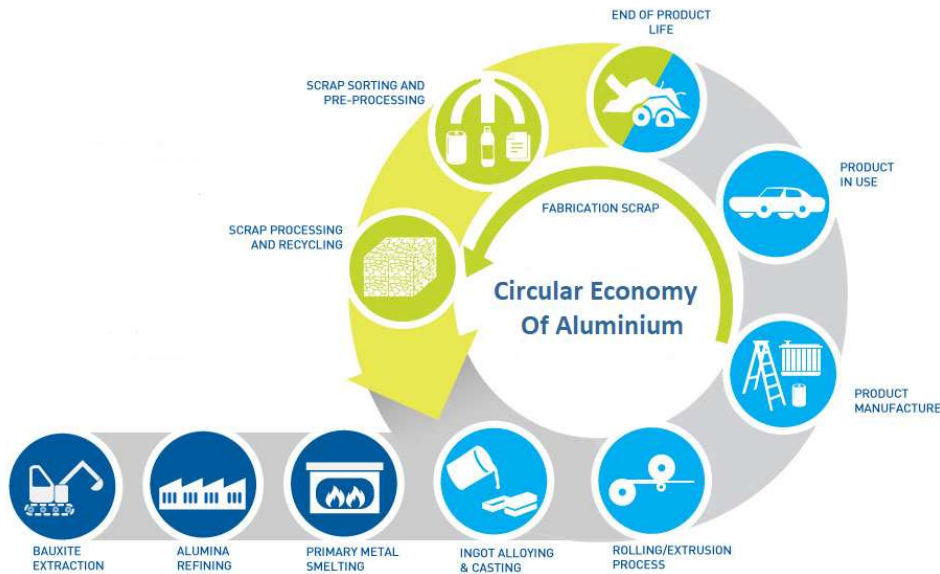 END OF PRODUCT
LIFE
SCRAP SORTING AND
PRE-PROCESSING
PRODUCT
IN USE
FABRICATION SCRAP
SCRAP PROCESSING
AND RECYCLING
Circular Economy
Of Aluminium
PRODUCT
MANUFACTURE
BAUXITE
EXTRACTION
ALUMINA
REFINING
PRIMARY METAL
SMELTING
INGOT ALLOYING
& CASTING
ROLLING/EXTRUSION
PROCESS